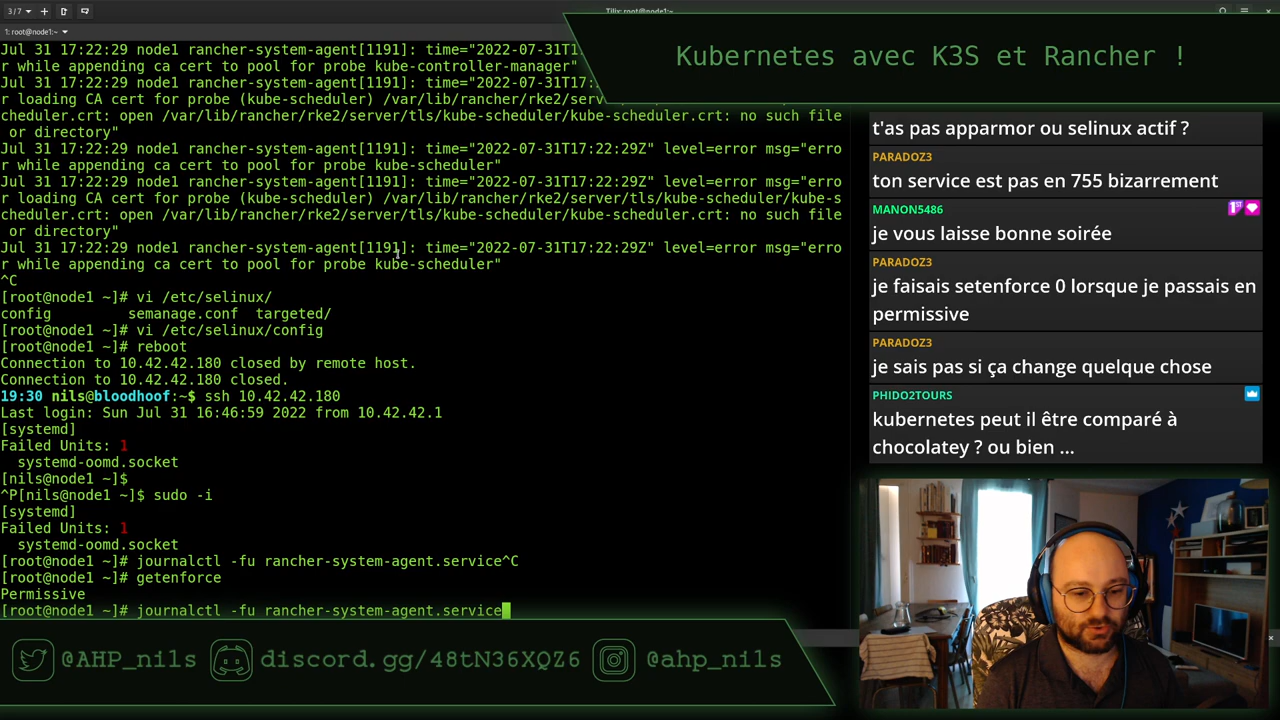 3/7
Tilix: root@node1:~
1: root@node1:~
Jul 31 17:22:29 node1 rancher-system-agent[1191]: time="2022-07-31T1
r while appending ca cert to pool for probe kube-controller-manager"
Jul 31 17:22:29 node1 rancher-system-agent[1191]: time="2022-07-31T17:
r loading CA cert for probe (kube-scheduler) /var/lib/rancher/rke2/serv
cheduler.crt: open /var/lib/rancher/rke2/server/tls/kube-scheduler/kube-scheduler.crt: no such file
or directory"
Jul 31 17:22:29 node1 rancher-system-agent[1191]: time="2022-07-31T17:22:29Z" level=error msg="erro
r while appending ca cert to pool for probe kube-scheduler"
Jul 31 17:22:29 node1 rancher-system-agent[1191]: time="2022-07-31T17:22:29Z" level=error msg="erro
r loading CA cert for probe (kube-scheduler) /var/lib/rancher/rke2/server/tls/kube-scheduler/kube-s
cheduler.crt: open /var/lib/rancher/rke2/server/tls/kube-scheduler/kube-scheduler.crt: no such file
or directory"
Jul 31 17:22:29 node1 rancher-system-agent[1191]: time="2022-07-31T17:22:29Z" level=error msg="erro
r while appending ca cert to pool for probe kube-scheduler"
^C
[root@node1 ~]# vi /etc/selinux/
config semanage.conf targeted/
[root@node1 ~]# vi /etc/selinux/config
[root@node1 ~]# reboot
Connection to 10.42.42.180 closed by remote host.
Connection to 10.42.42.180 closed.
19:30 nils@bloodhoof:~$ ssh 10.42.42.180
Last login: Sun Jul 31 16:46:59 2022 from 10.42.42.1
[systemd]
Failed Units: 1
systemd-oomd.socket
[nils@node1 ~]$
^P[nils@node1 ~]$ sudo -i
[systemd]
Failed Units: 1
systemd-oomd.socket
[root@node1 ~]# journalctl -fu rancher-system-agent.service^C
[root@node1 ~]# getenforce
Permissive
[root@node1 ~]# journalctl -fu rancher-system-agent.service
Kubernetes avec K3S et Rancher !
t'as pas apparmor ou selinux actif ?
PARADOZ3
ton service est pas en 755 bizarrement
MANON5486
1ST
je vous laisse bonne soirée
PARADOZ3
je faisais setenforce 0 lorsque je passais en
permissive
PARADOZ3
je sais pas si ça change quelque chose
PHIDO2TOURS
kubernetes peut il être comparé à
chocolatey ? ou bien ...
@AHP_nils
discord.gg/48tN36XQZ6
@ahp_nils